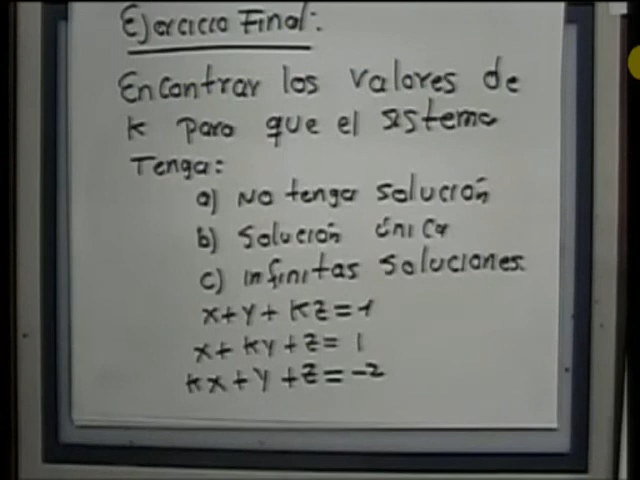 Ejercicio Final:
Encontrar los valores de
k para que el sistema
Tenga:
a) No tenga solución
b) Solución única
c) infinitas soluciones.
x+y+kz=1
x+ky+z=1
kx+y+z=-2